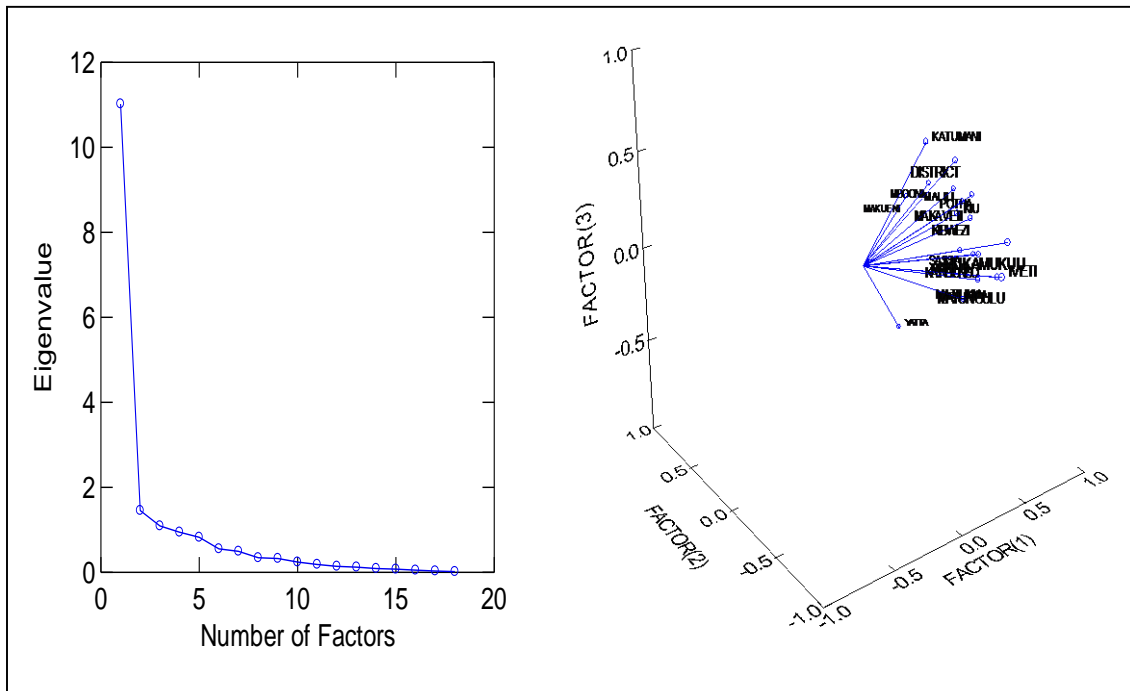 12
10
8
6
4
2
0
0 5 10 15 20
Eigenvalue
Number of Factors
1.0
0.5
0.0
-0.5
FACTOR(3)
1.0
0.5
0.0
-0.5
-1.0
FACTOR(2)
-1.0
-0.5
0.0
0.5
1.0
FACTOR(1)
KATUMANI
DISTRICT
MAKUENI
KIBWEZI
IVETI
YATTA